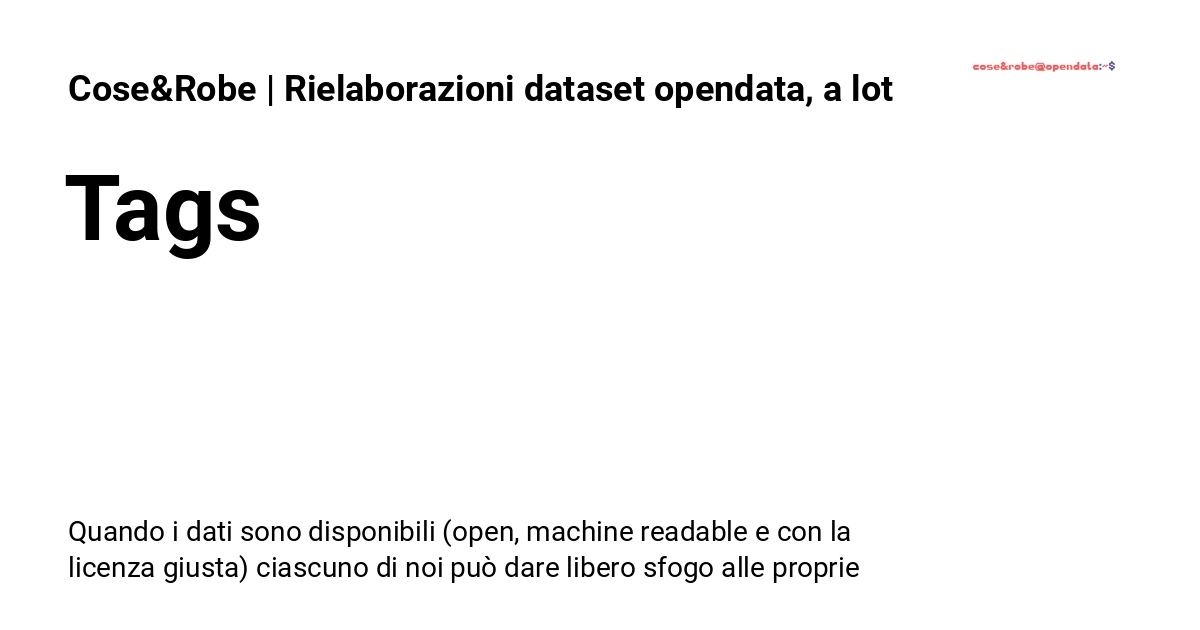 cose&robe@opendata:~$
Cose&Robe | Rielaborazioni dataset opendata, a lot
Tags
Quando i dati sono disponibili (open, machine readable e con la
licenza giusta) ciascuno di noi può dare libero sfogo alle proprie